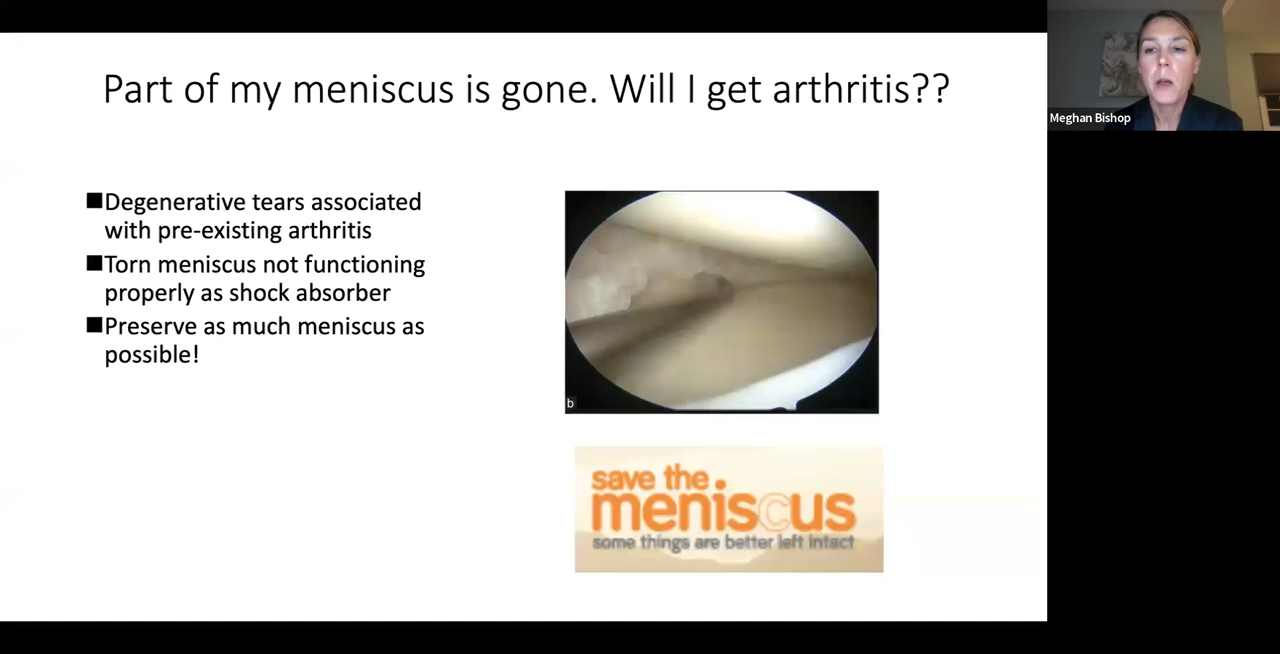 Part of my meniscus is gone. Will I get arthritis??
Meghan Bishop
■Degenerative tears associated
with pre-existing arthritis
■Torn meniscus not functioning
properly as shock absorber
■Preserve as much meniscus as
possible!
b
save the
meniscus
some things are better left intact